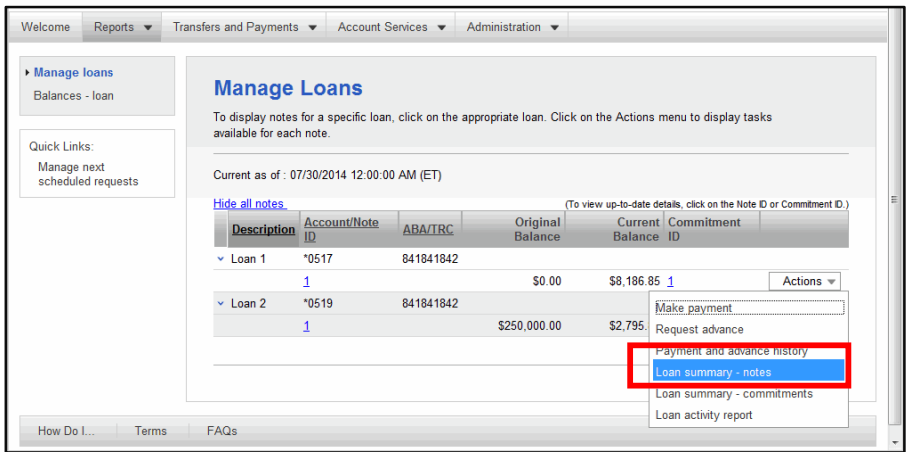 Welcome Reports Transfers and Payments Account Services Administration
Manage loans
Balances - loan
Quick Links:
Manage next
scheduled requests
Manage Loans
To display notes for a specific loan, click on the appropriate loan. Click on the Actions menu to display tasks
available for each note.
Current as of : 07/30/2014 12:00:00 AM (ET)
Hide all notes (To view up-to-date details, click on the Note ID or Commitment ID.)
Description Account/Note ID ABA/TRC Original Balance Current Balance Commitment ID
Loan 1 *0517 841841842
1 $0.00 $8,186.85 1 Actions
Loan 2 *0519 841841842
1 $250,000.00 $2,795.
Make payment
Request advance
Payment and advance history
Loan summary - notes
Loan summary - commitments
Loan activity report
How Do I... Terms FAQs